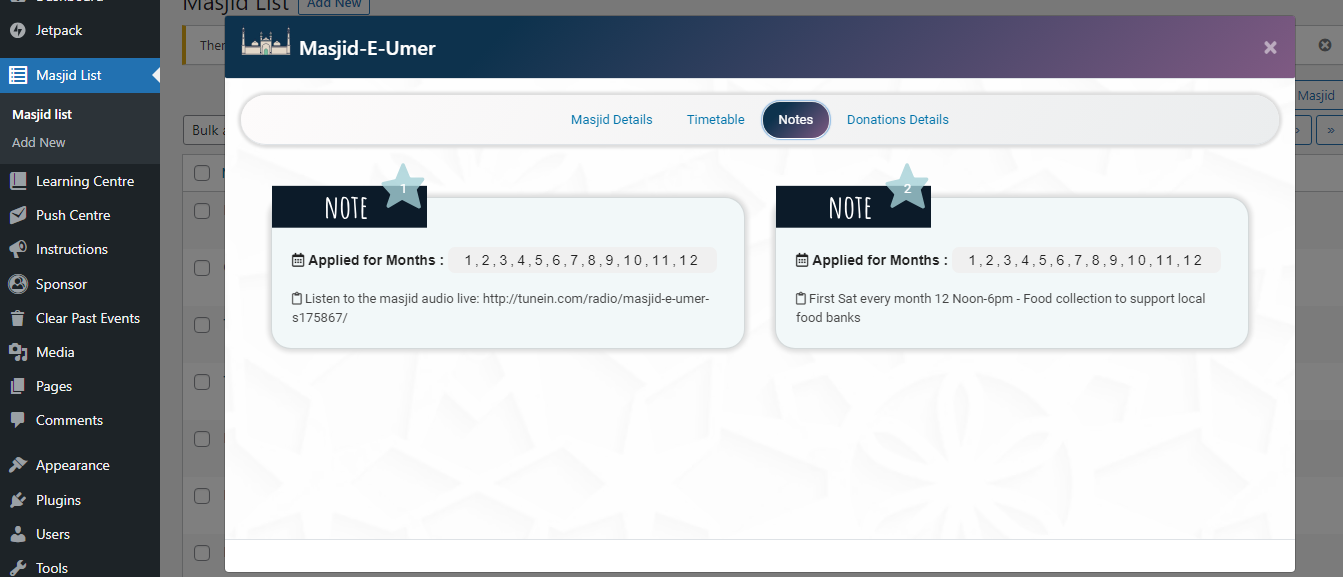 Dashboard
Jetpack
Masjid List
Masjid list
Add New
Learning Centre
Push Centre
Instructions
Sponsor
Clear Past Events
Media
Pages
Comments
Appearance
Plugins
Users
Tools
Masjid List
Add New
Ther
Masjid
Bulk a
»
Masjid-E-Umer
×
Masjid Details
Timetable
Notes
Donations Details
NOTE
1
Applied for Months :
1 , 2 , 3 , 4 , 5 , 6 , 7 , 8 , 9 , 10 , 11 , 12
Listen to the masjid audio live: http://tunein.com/radio/masjid-e-umer-
s175867/
NOTE
2
Applied for Months :
1 , 2 , 3 , 4 , 5 , 6 , 7 , 8 , 9 , 10 , 11 , 12
First Sat every month 12 Noon-6pm - Food collection to support local
food banks